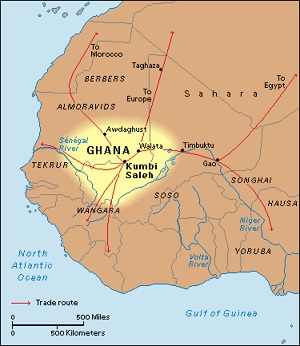 To
Morocco
Taghaza
To
Egypt
BERBERS
To
Europe
Sahara
ALMORAVIDS
Awdaghust
Sénégal
River
Walata
Timbuktu
GHANA
Kumbi
Saleh
Gao
TEKRUR
SONGHAI
SOSO
HAUSA
WANGARA
Niger
River
North
Atlantic
Ocean
Volta
River
YORUBA
Trade route
0 500 Miles
0 500 Kilometers
Gulf of Guinea